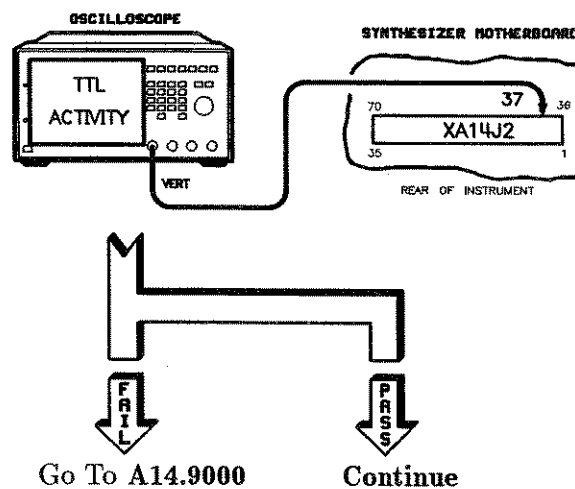 OSCILLOSCOPE
SYNTHESIZER MOTHERBOARD
TTL
ACTIVITY
VERT
70
37
36
XA14J2
35
1
REAR OF INSTRUMENT
FAIL
PASS
Go To A14.9000
Continue